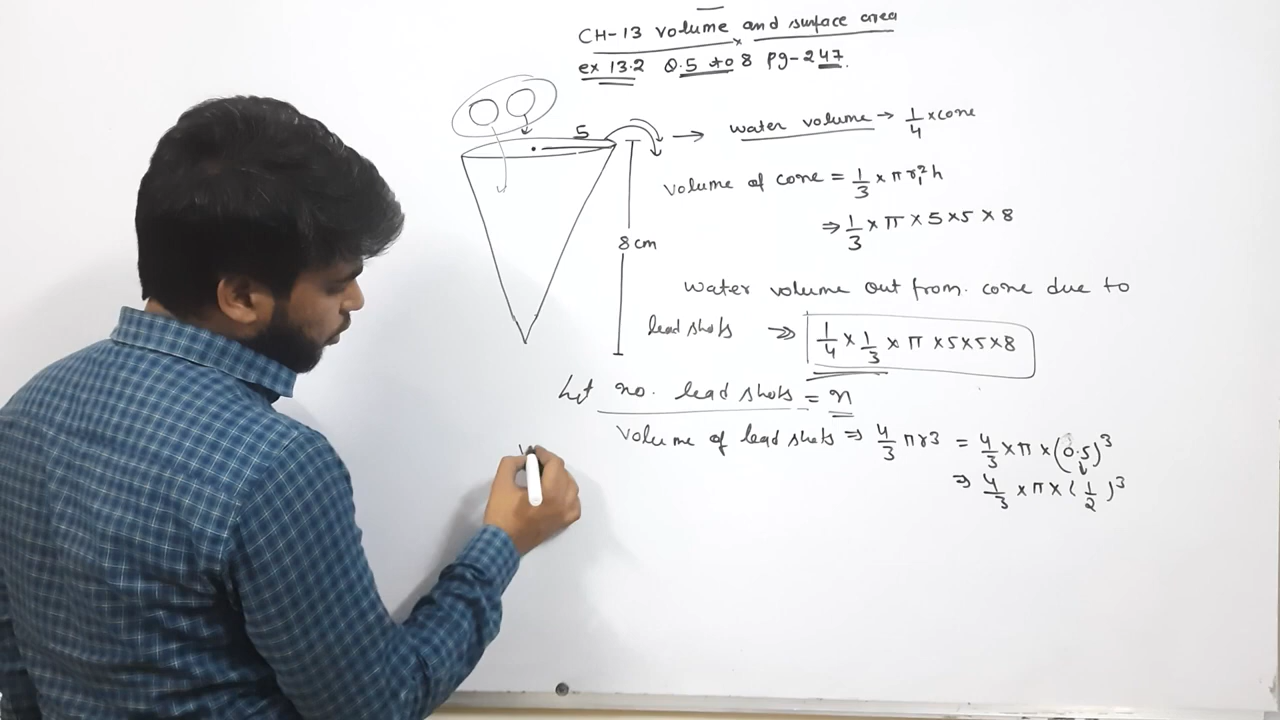 CH-13 volume and surface area
ex 13.2 Q.5 to 8 Pg-247.
5
8 cm
→ water volume → 1/4 × cone
volume of cone = 1/3 × π r₁² h
⇒ 1/3 × π × 5 × 5 × 8
water volume out from. cone due to
lead shots ⇒ 1/4 × 1/3 × π × 5×5×8
Let no. lead shots = n
volume of lead shots ⇒ 4/3 πr3 = 4/3 × π × (0.5)³
⇒ 4/3 × π × (1/2)³